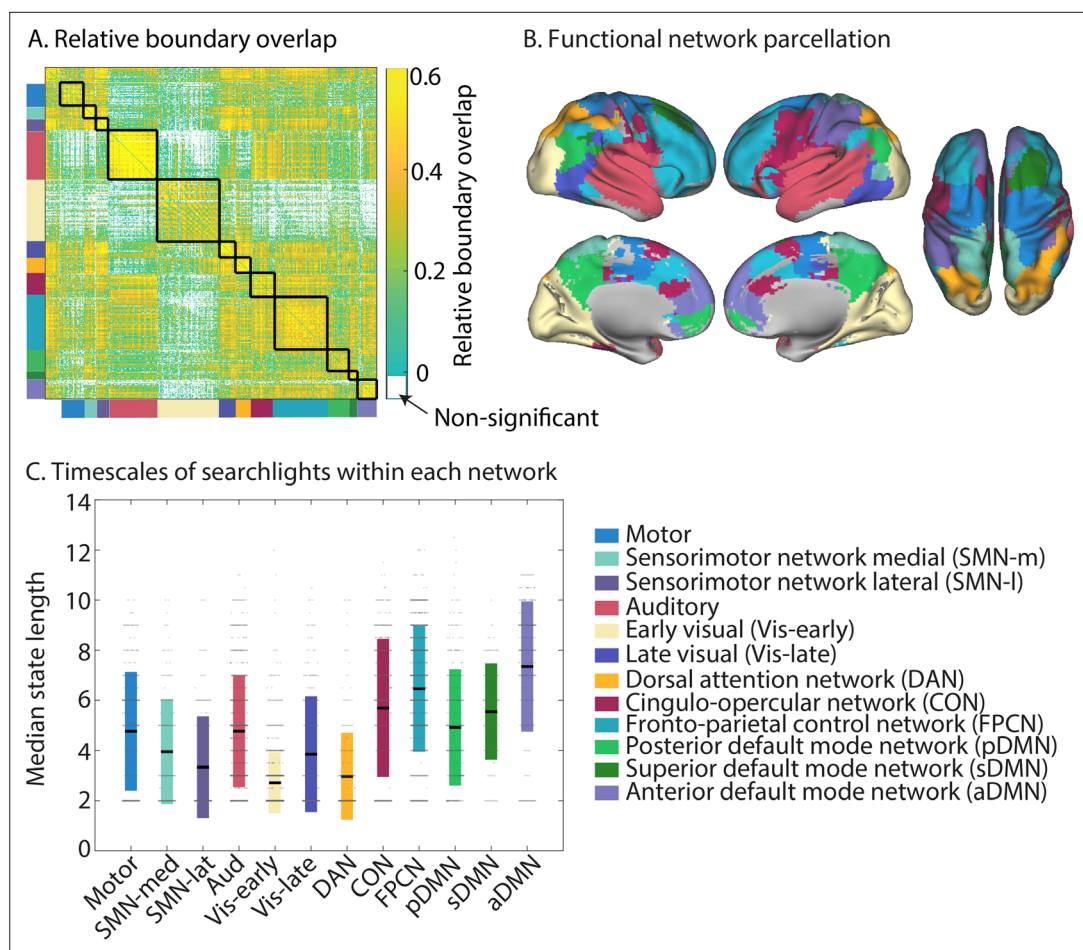 A. Relative boundary overlap
0.6
0.4
0.2
0
Relative boundary overlap
Non-significant
B. Functional network parcellation
C. Timescales of searchlights within each network
Median state length
14
12
10
8
6
4
2
0
Motor
SMN-med
SMN-lat
Aud
Vis-early
Vis-late
DAN
CON
FPCN
pDMN
sDMN
aDMN
Motor
Sensorimotor network medial (SMN-m)
Sensorimotor network lateral (SMN-l)
Auditory
Early visual (Vis-early)
Late visual (Vis-late)
Dorsal attention network (DAN)
Cingulo-opercular network (CON)
Fronto-parietal control network (FPCN)
Posterior default mode network (pDMN)
Superior default mode network (sDMN)
Anterior default mode network (aDMN)